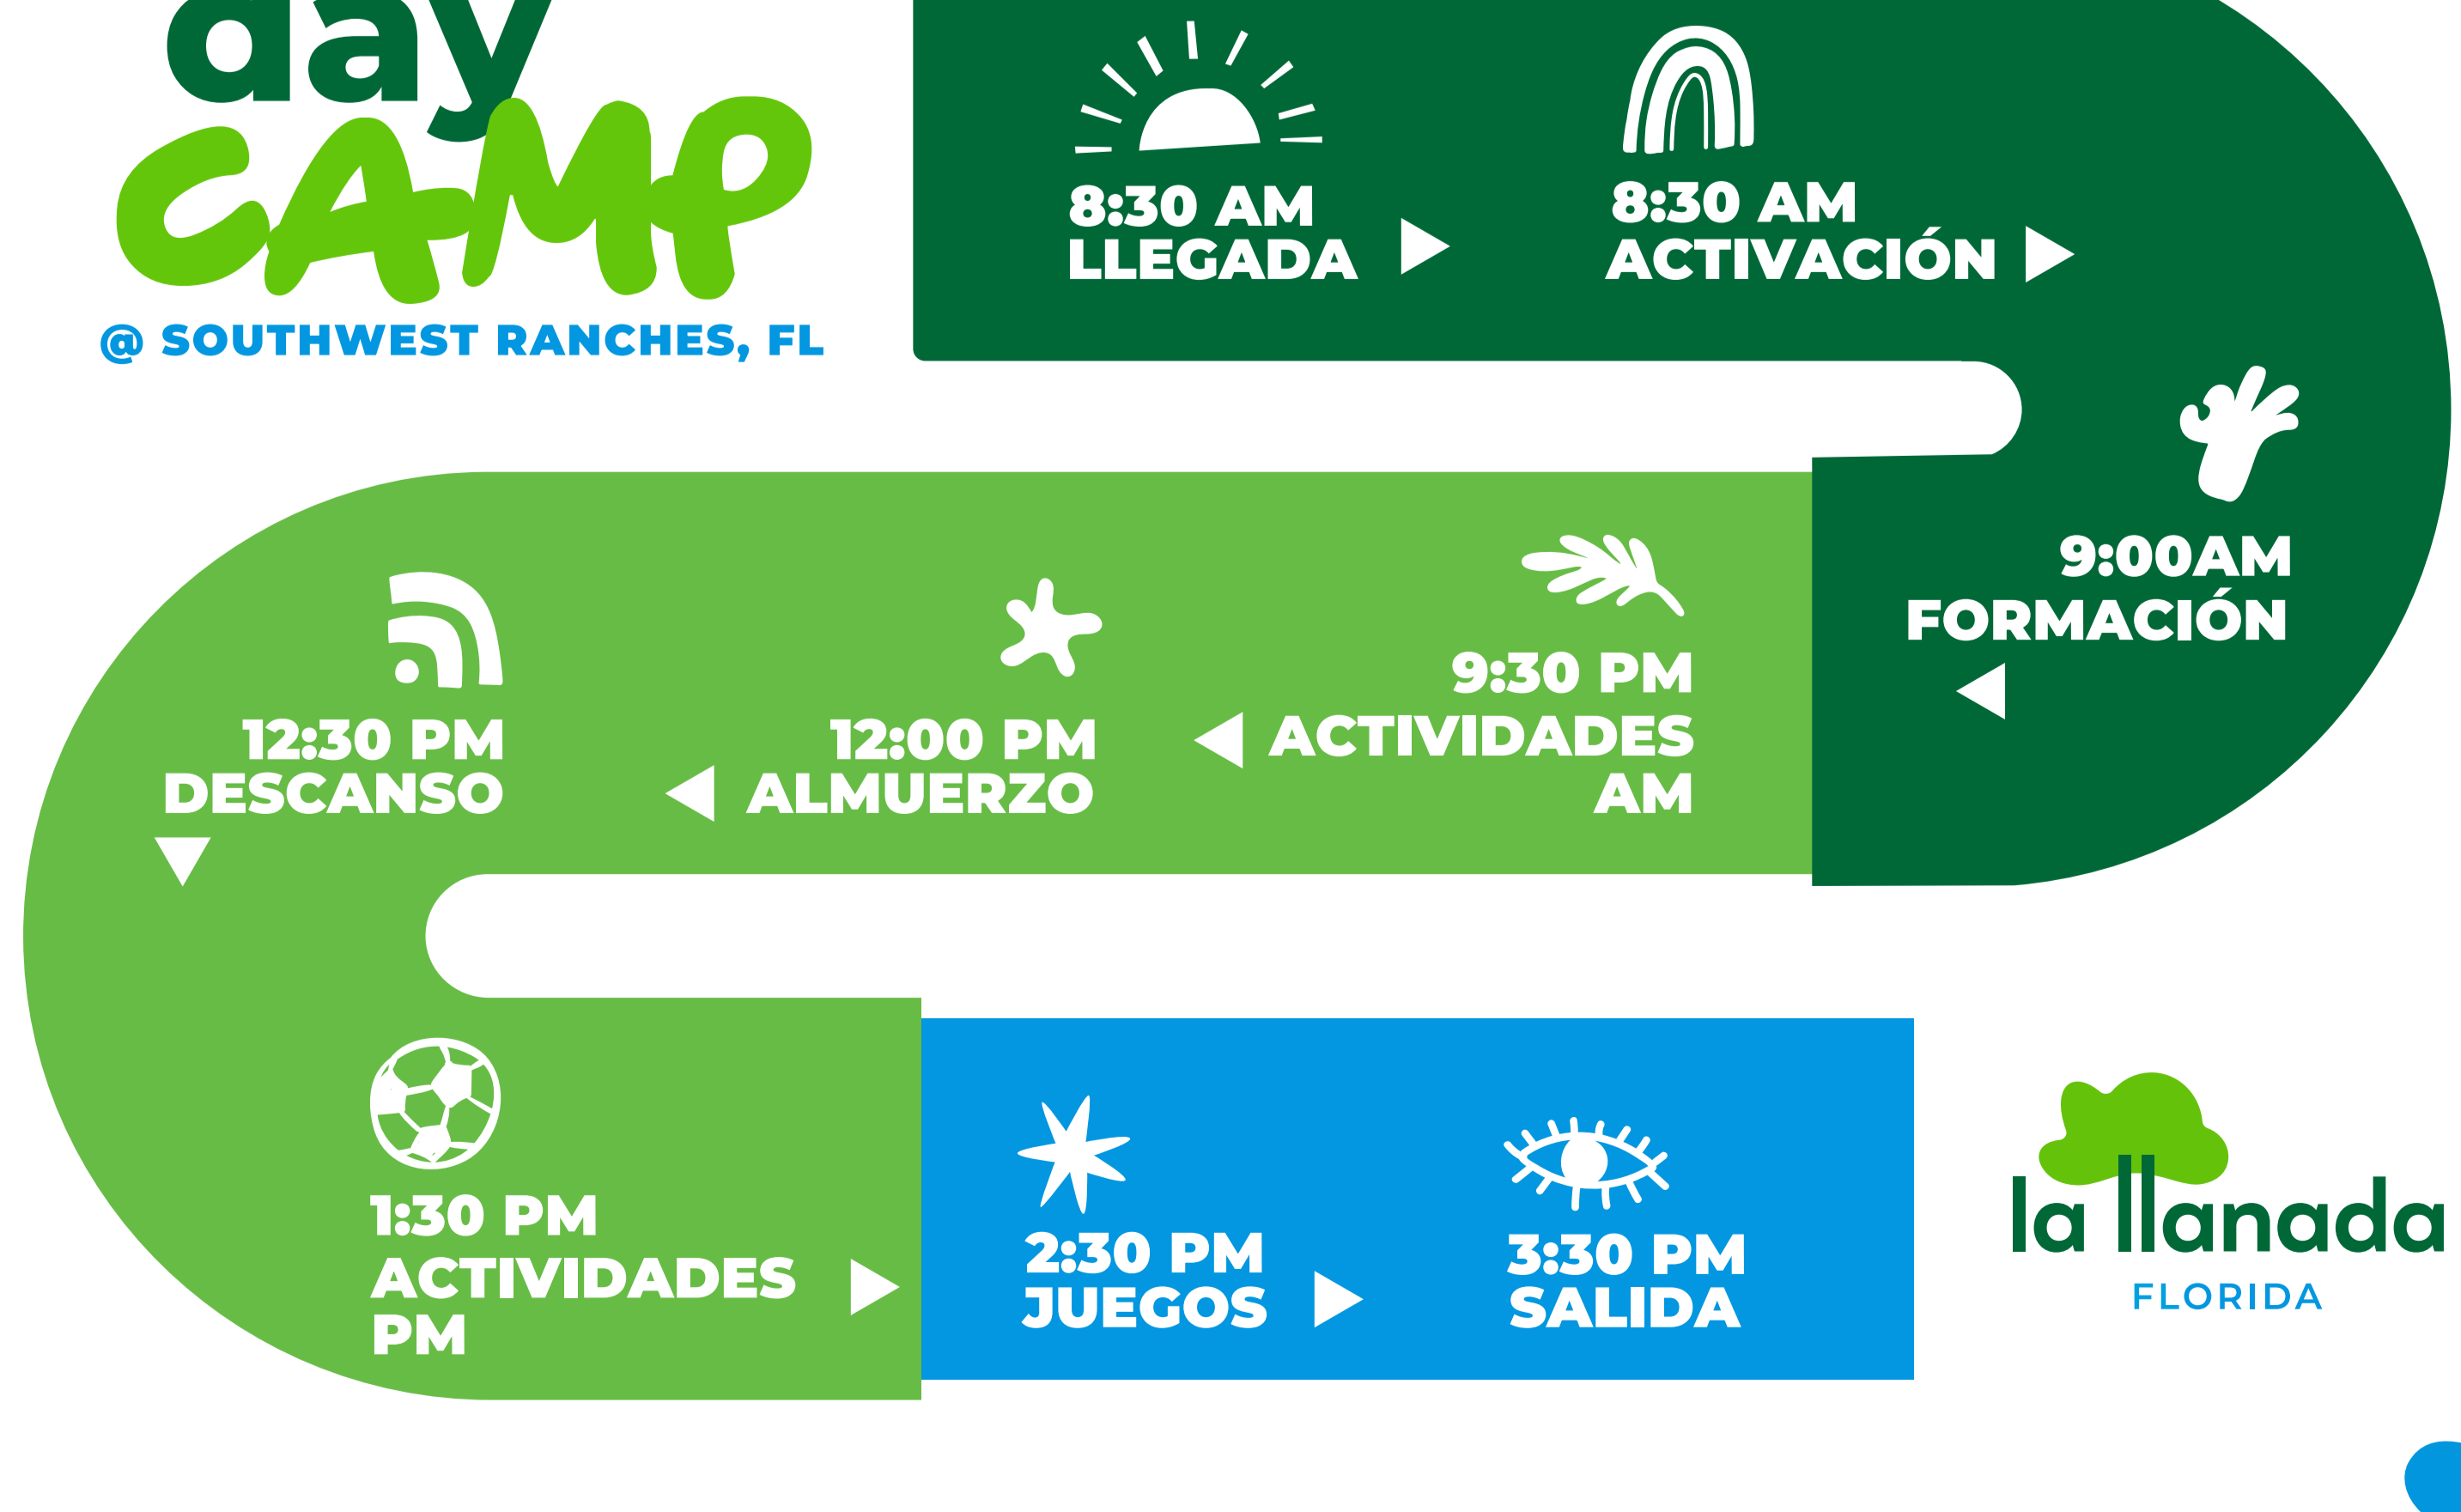 day
CAMP
@ SOUTHWEST RANCHES, FL
8:30 AM
LLEGADA
8:30 AM
ACTIVACIÓN
9:00AM
FORMACIÓN
9:30 PM
ACTIVIDADES
AM
12:00 PM
ALMUERZO
12:30 PM
DESCANSO
1:30 PM
ACTIVIDADES
PM
2:30 PM
JUEGOS
3:30 PM
SALIDA
la llanada
FLORIDA